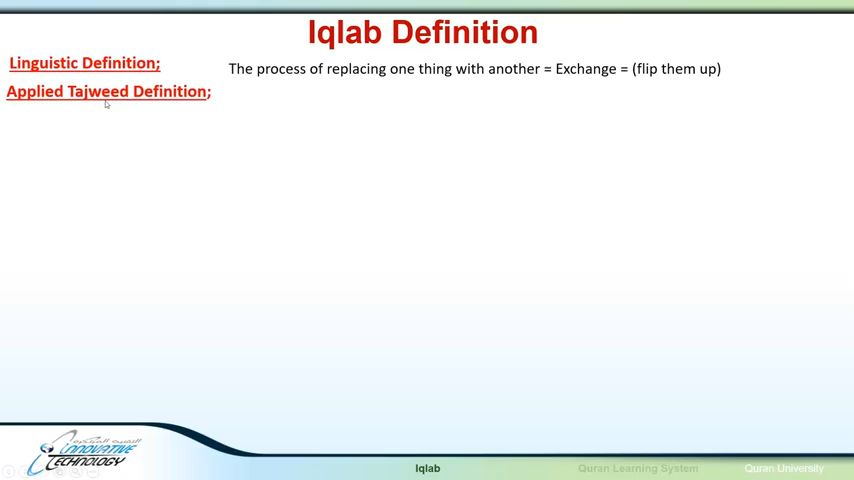 Iqlab Definition
Linguistic Definition;
The process of replacing one thing with another = Exchange = (flip them up)
Applied Tajweed Definition;
INNOVATIVE
TECHNOLOGY
Iqlab
Quran Learning System
Quran University